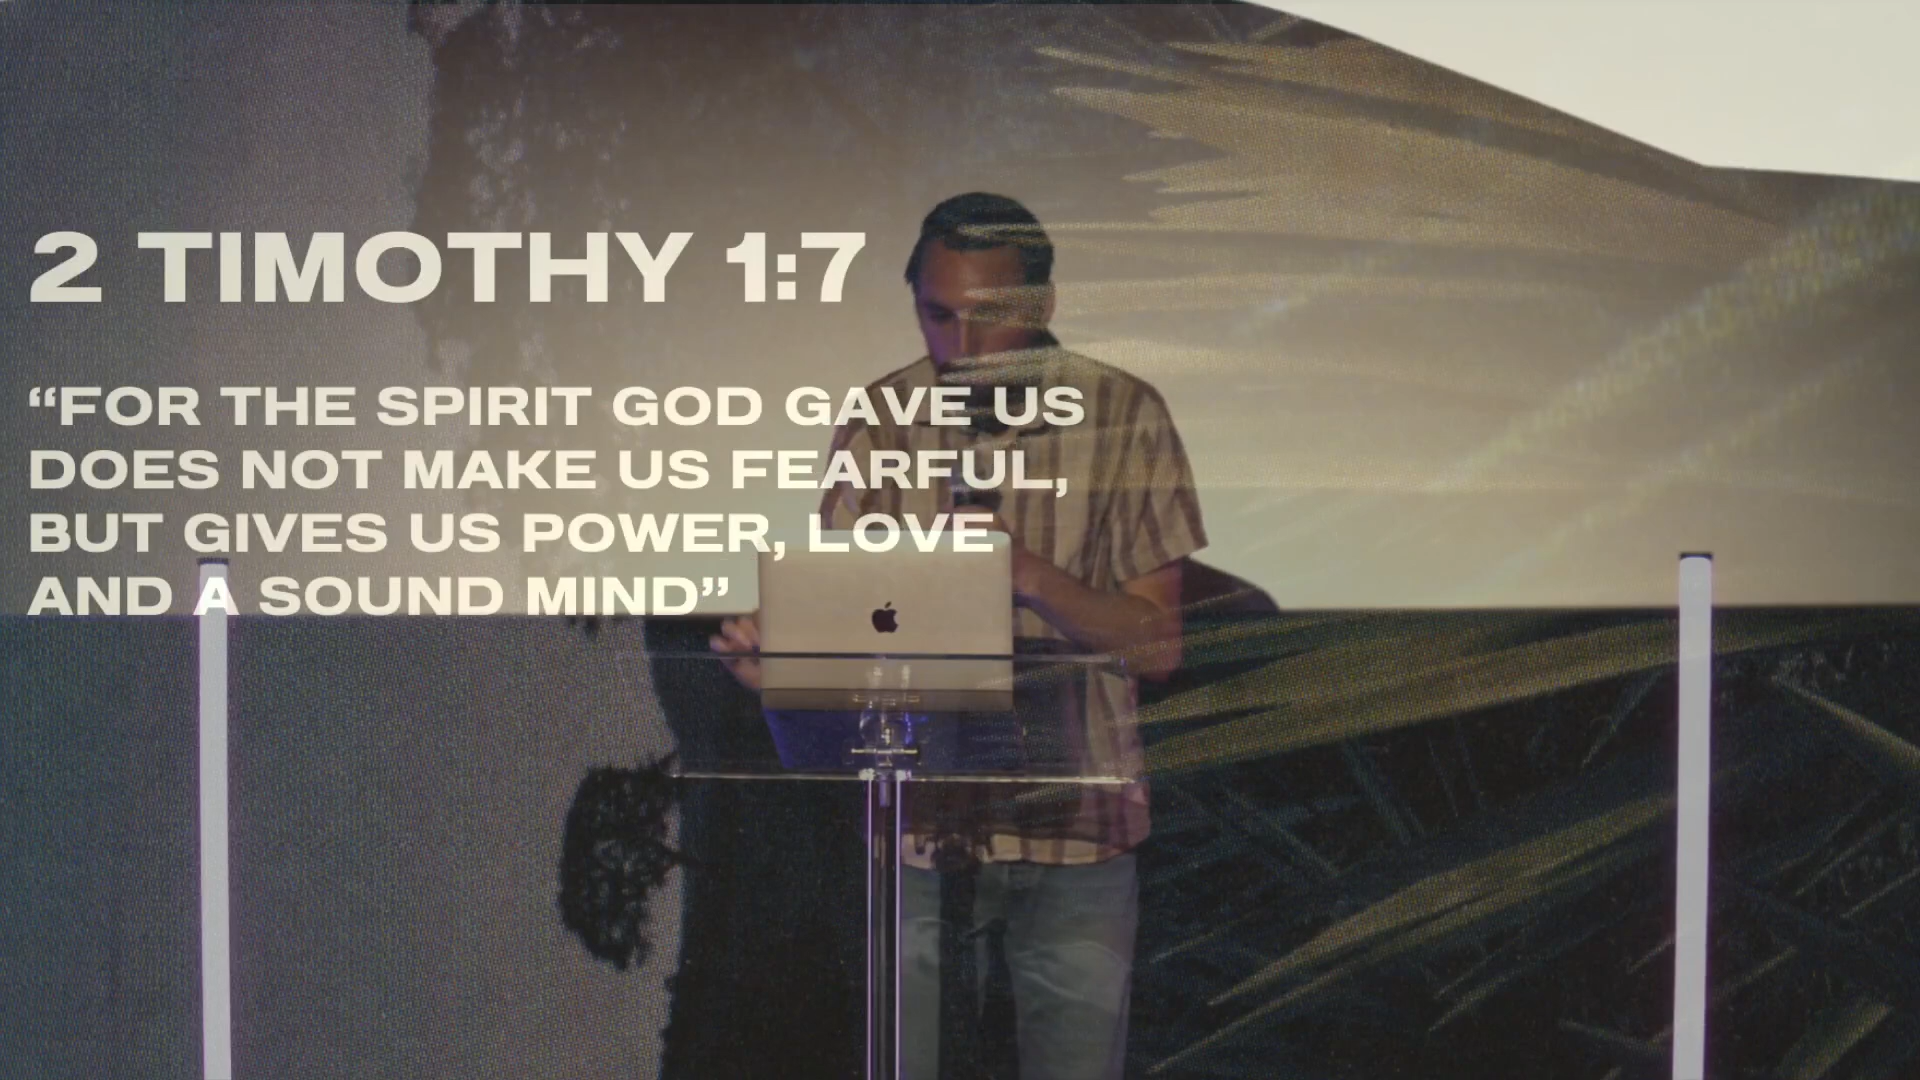 2 TIMOTHY 1:7
“FOR THE SPIRIT GOD GAVE US
DOES NOT MAKE US FEARFUL,
BUT GIVES US POWER, LOVE
AND A SOUND MIND”